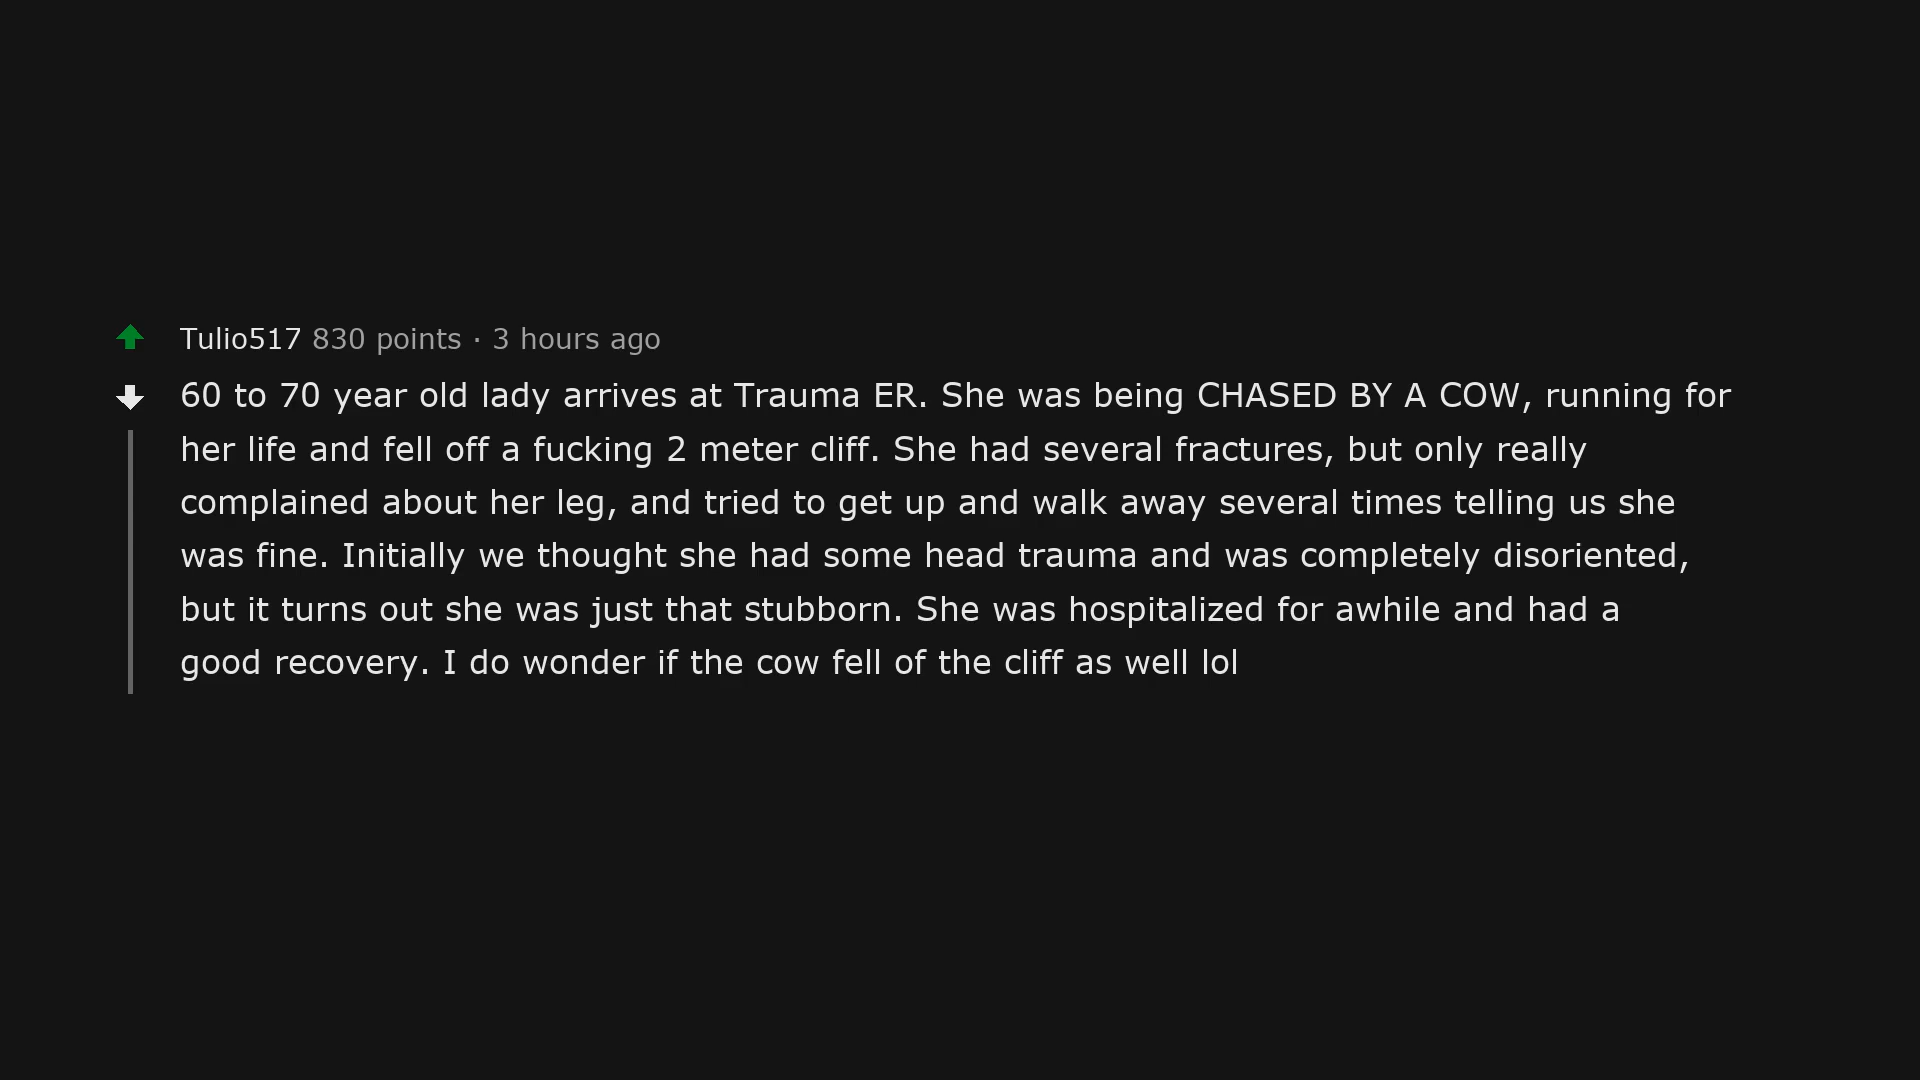 Tulio517 830 points · 3 hours ago
60 to 70 year old lady arrives at Trauma ER. She was being CHASED BY A COW, running for
her life and fell off a fucking 2 meter cliff. She had several fractures, but only really
complained about her leg, and tried to get up and walk away several times telling us she
was fine. Initially we thought she had some head trauma and was completely disoriented,
but it turns out she was just that stubborn. She was hospitalized for awhile and had a
good recovery. I do wonder if the cow fell of the cliff as well lol